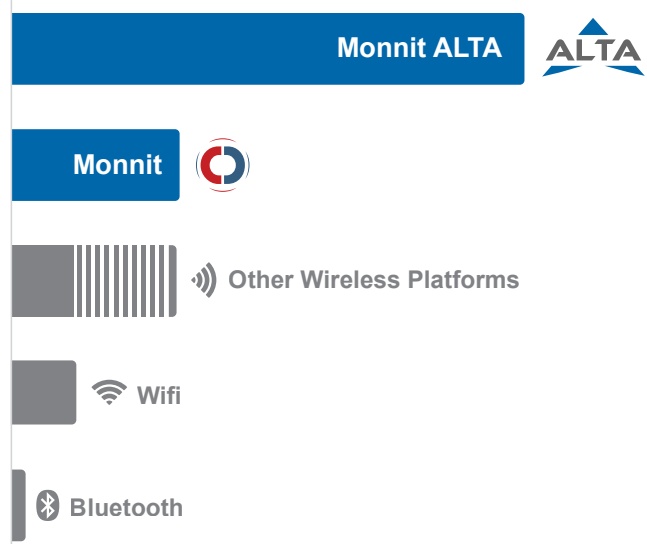 Monnit ALTA
ALTA
Monnit
Other Wireless Platforms
Wifi
Bluetooth